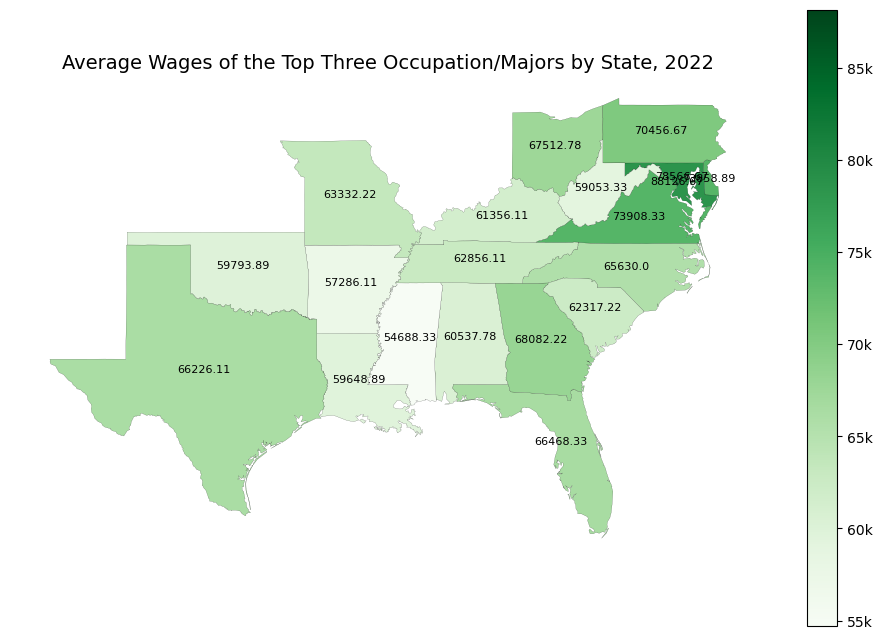 Average Wages of the Top Three Occupation/Majors by State, 2022
85k
80k
75k
70k
65k
60k
55k
70456.67
67512.78
59053.33
73908.33
63332.22
61356.11
62856.11
65630.0
59793.89
57286.11
62317.22
54688.33
60537.78
68082.22
66226.11
59648.89
66468.33